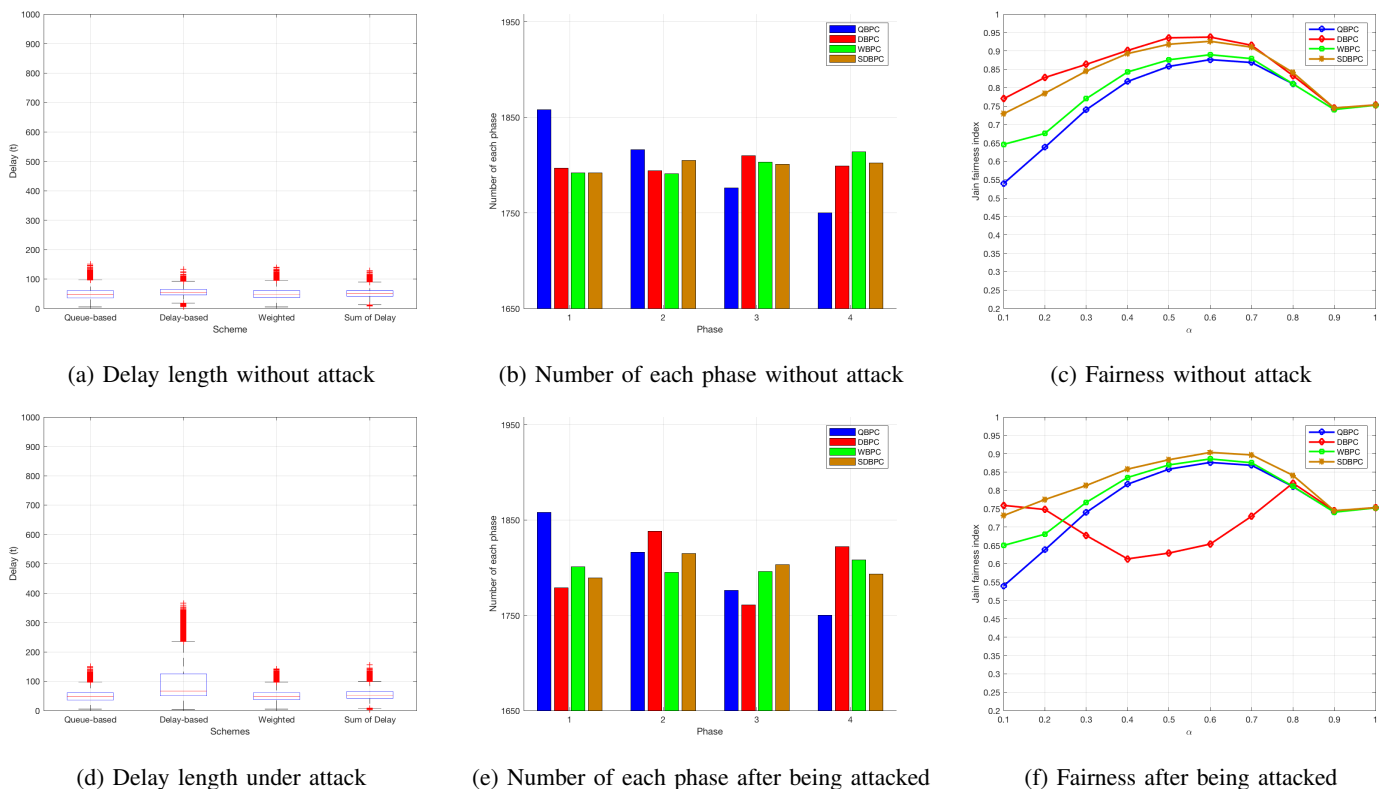 1000
900
800
700
600
500
400
300
200
100
0
Delay (t)
Queue-based Delay-based Weighted Sum of Delay
Scheme
(a) Delay length without attack
1950
1850
1750
1650
Number of each phase
QBPC
DBPC
WBPC
SDBPC
1 2 3 4
Phase
(b) Number of each phase without attack
1
0.95
0.9
0.85
0.8
0.75
0.7
0.65
0.6
0.55
0.5
0.45
0.4
0.35
0.3
0.25
0.2
Jain fairness index
QBPC
DBPC
WBPC
SDBPC
0.1 0.2 0.3 0.4 0.5 0.6 0.7 0.8 0.9 1
α
(c) Fairness without attack
1000
900
800
700
600
500
400
300
200
100
0
Delay (t)
Queue-based Delay-based Weighted Sum of Delay
Schemes
(d) Delay length under attack
1950
1850
1750
1650
Number of each phase
QBPC
DBPC
WBPC
SDBPC
1 2 3 4
Phase
(e) Number of each phase after being attacked
1
0.95
0.9
0.85
0.8
0.75
0.7
0.65
0.6
0.55
0.5
0.45
0.4
0.35
0.3
0.25
0.2
Jain fairness index
QBPC
DBPC
WBPC
SDBPC
0.1 0.2 0.3 0.4 0.5 0.6 0.7 0.8 0.9 1
α
(f) Fairness after being attacked